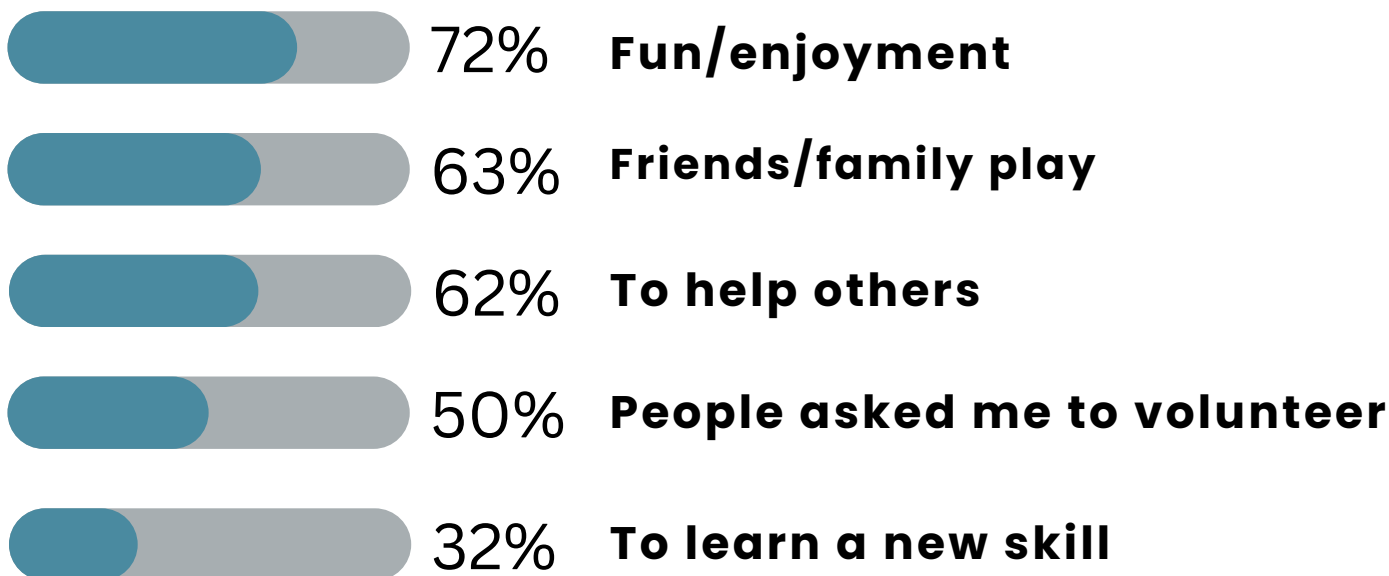 72% Fun/enjoyment
63% Friends/family play
62% To help others
50% People asked me to volunteer
32% To learn a new skill